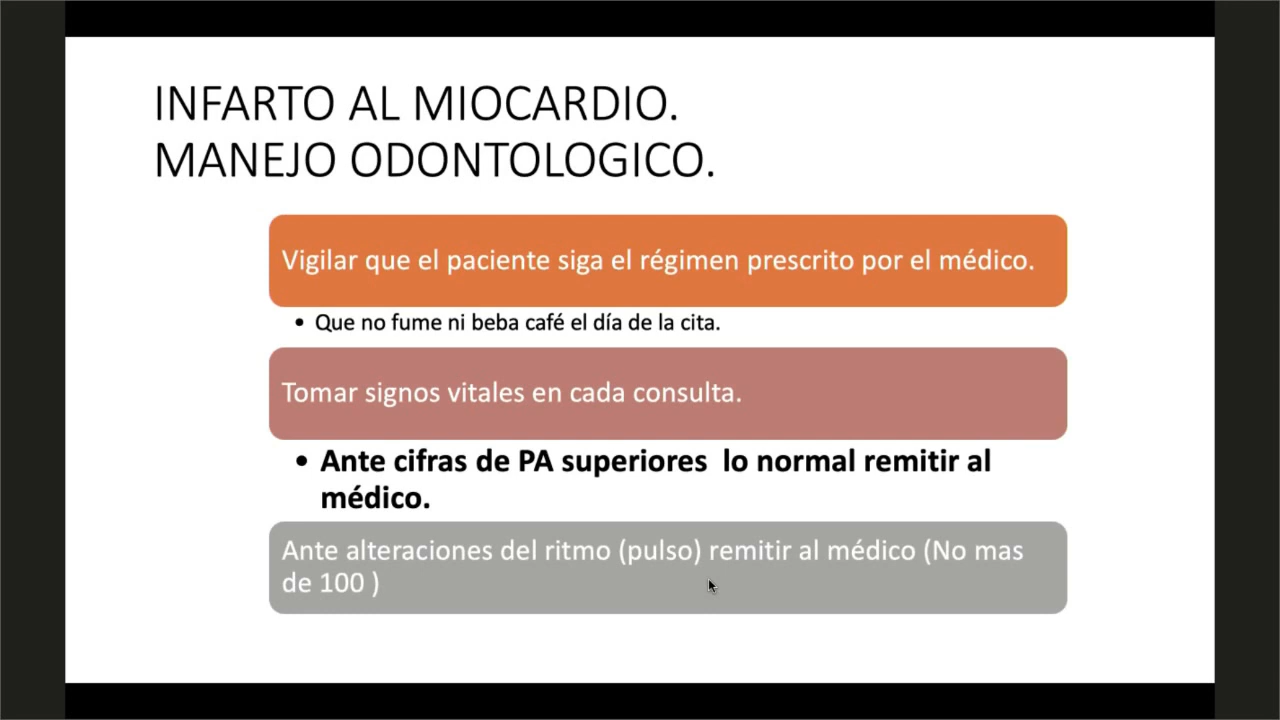 INFARTO AL MIOCARDIO.
MANEJO ODONTOLOGICO.
Vigilar que el paciente siga el régimen prescrito por el médico.
• Que no fume ni beba café el día de la cita.
Tomar signos vitales en cada consulta.
• Ante cifras de PA superiores  lo normal remitir al
médico.
Ante alteraciones del ritmo (pulso) remitir al médico (No mas
de 100 )